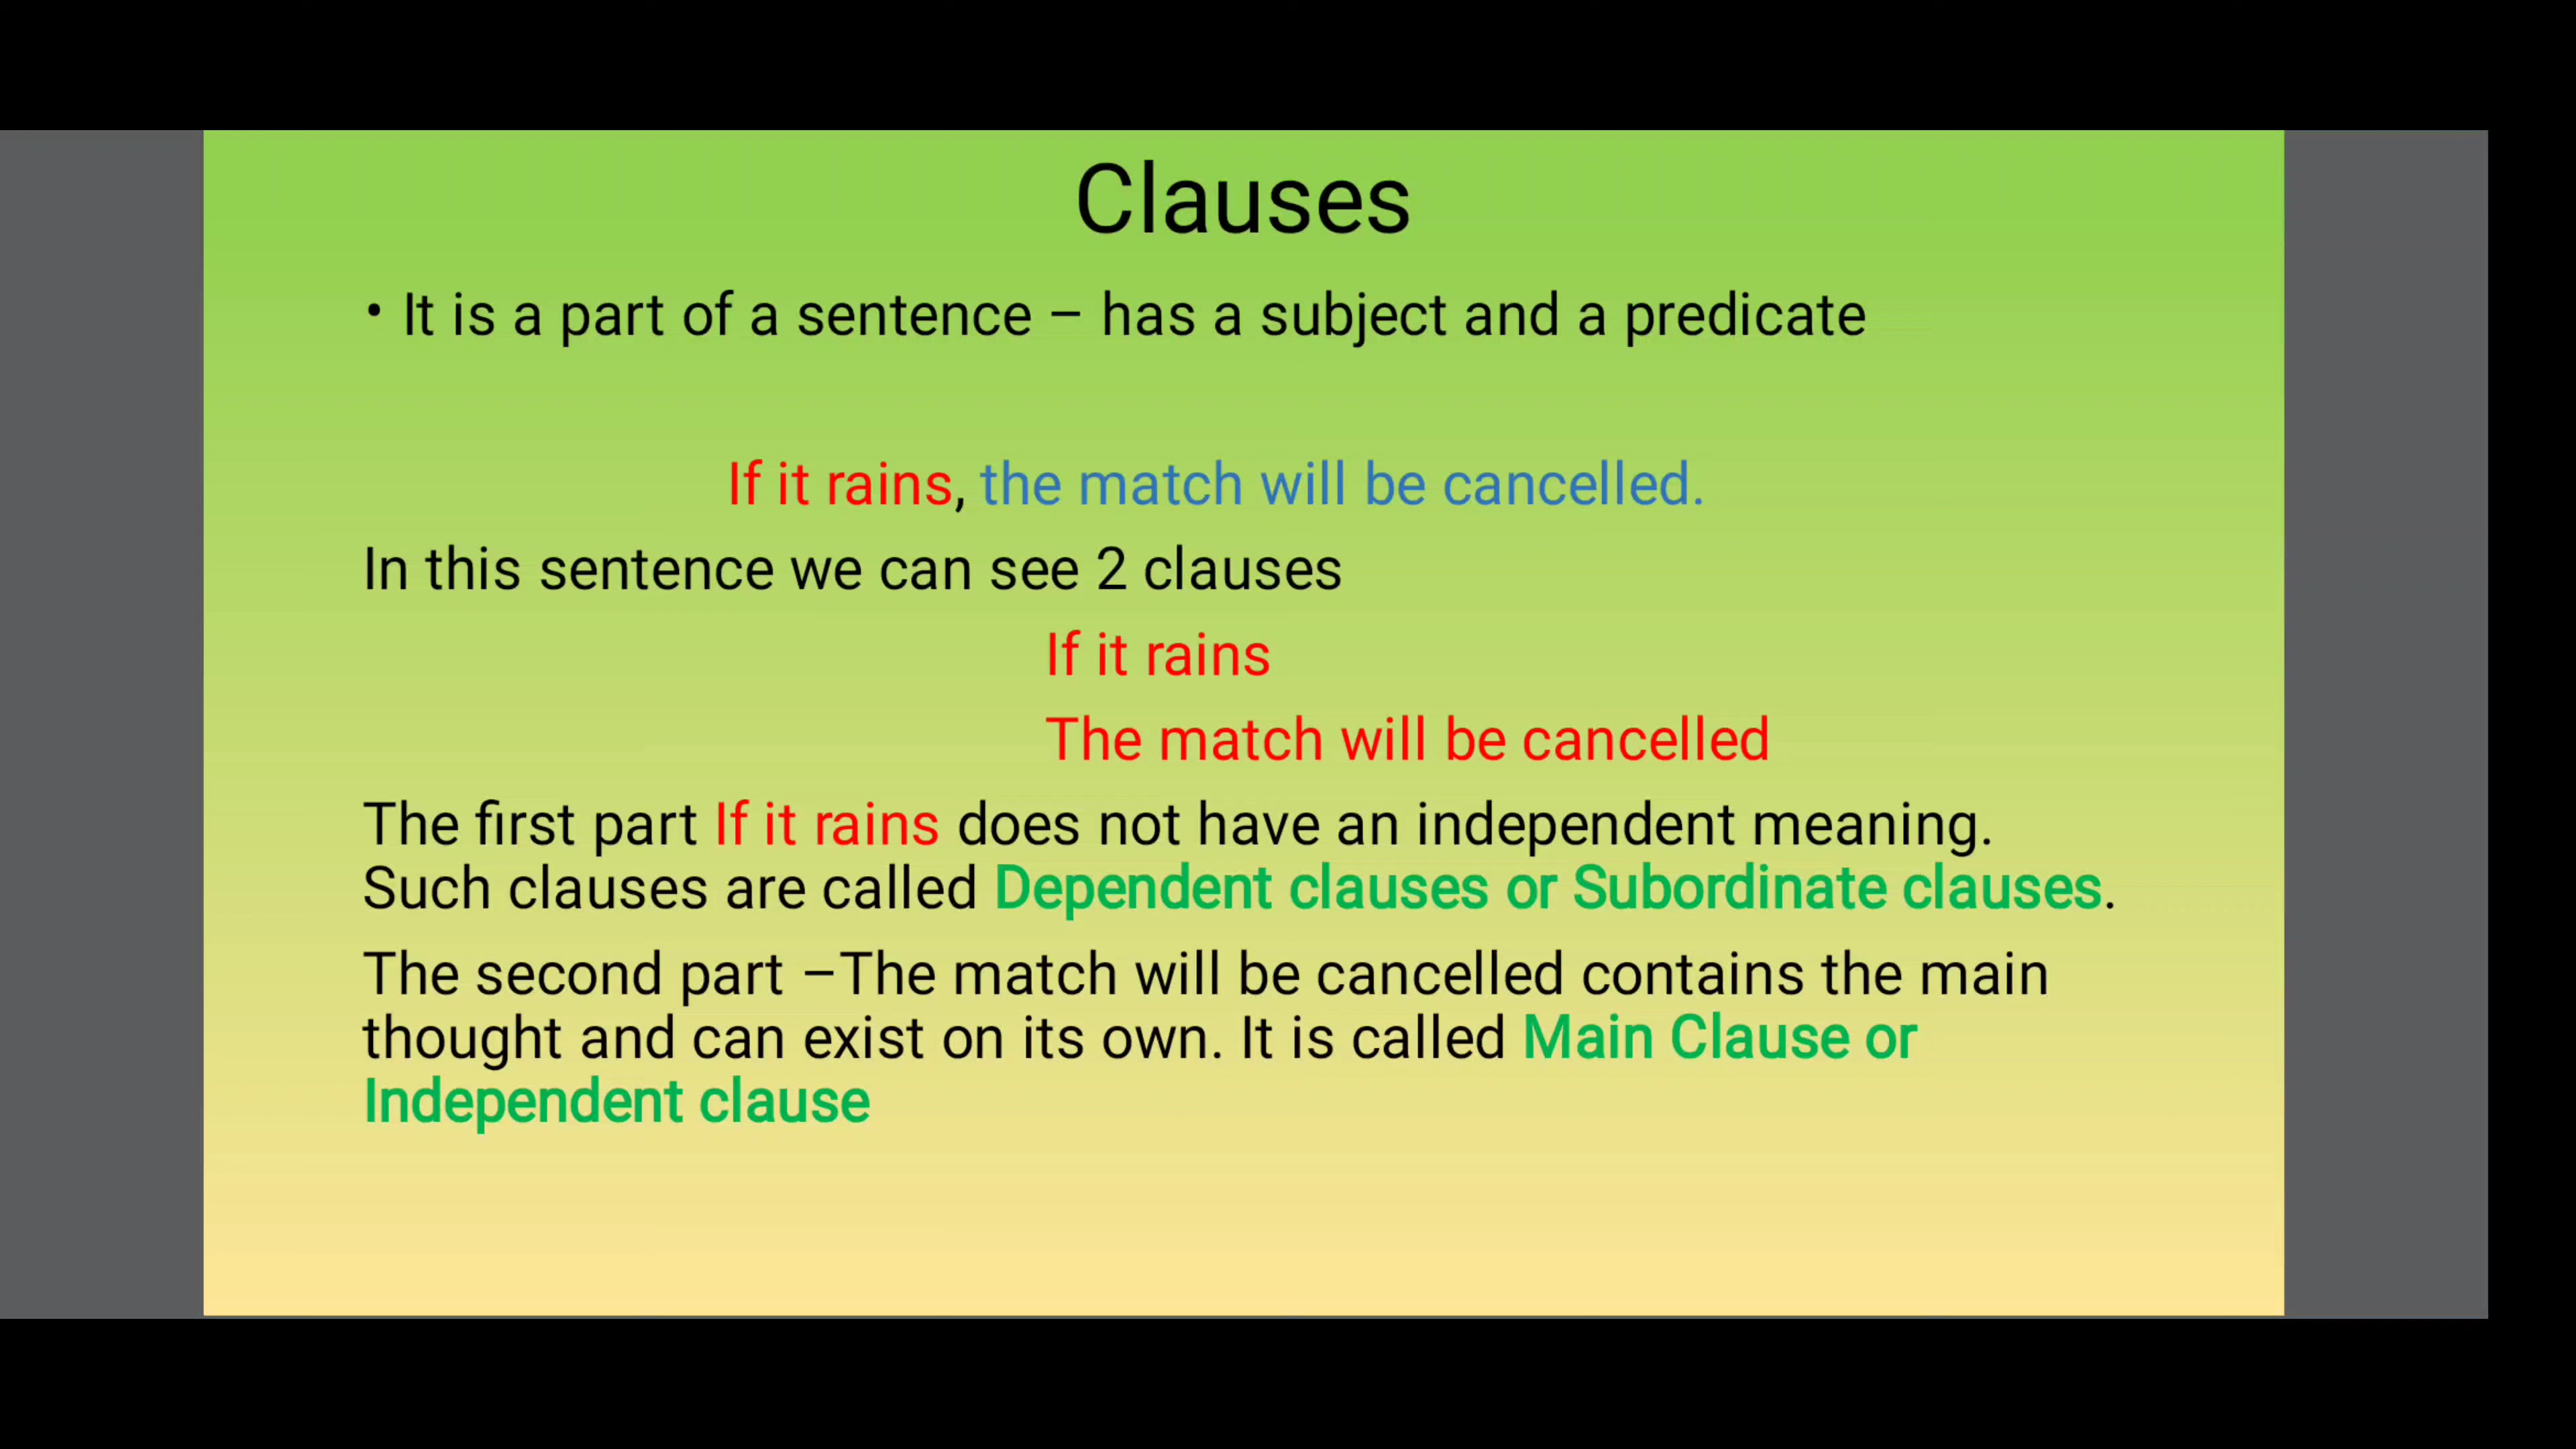 Clauses
• It is a part of a sentence – has a subject and a predicate
If it rains, the match will be cancelled.
In this sentence we can see 2 clauses
If it rains
The match will be cancelled
The first part If it rains does not have an independent meaning.
Such clauses are called Dependent clauses or Subordinate clauses.
The second part –The match will be cancelled contains the main
thought and can exist on its own. It is called Main Clause or
Independent clause